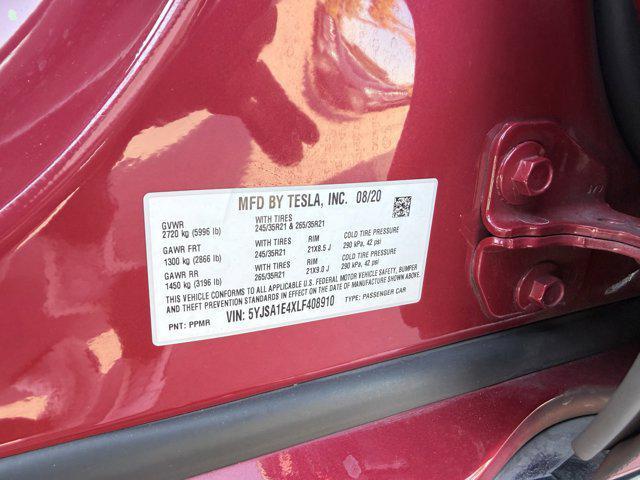 MFD BY TESLA, INC. 08/20
GVWR
2720 kg (5996 lb)
WITH TIRES
245/35R21 & 265/35R21
GAWR FRT
1300 kg (2866 lb)
WITH TIRES
245/35R21
RIM
21X8.5 J
COLD TIRE PRESSURE
290 kPa, 42 psi
GAWR RR
1450 kg (3196 lb)
WITH TIRES
265/35R21
RIM
21X9.0 J
COLD TIRE PRESSURE
290 kPa, 42 psi
THIS VEHICLE CONFORMS TO ALL APPLICABLE U.S. FEDERAL MOTOR VEHICLE SAFETY, BUMPER
AND THEFT PREVENTION STANDARDS IN EFFECT ON THE DATE OF MANUFACTURE SHOWN ABOVE.
PNT: PPMR
VIN: 5YJSA1E4XLF408910
TYPE: PASSENGER CAR